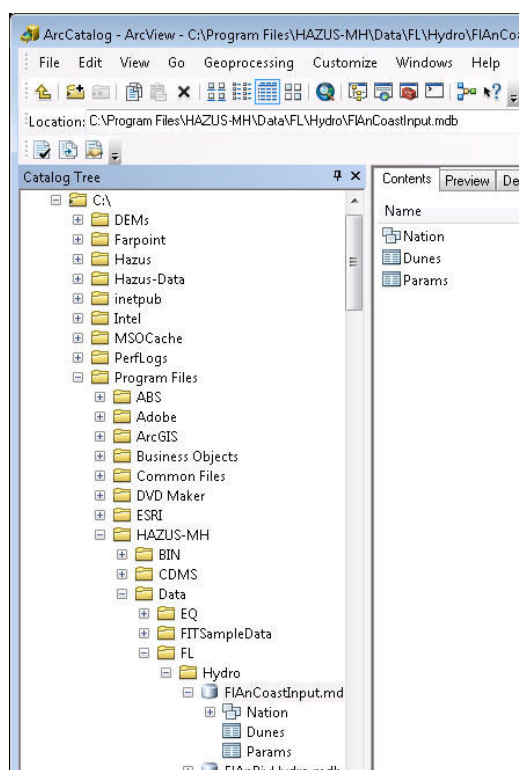 ArcCatalog - ArcView - C:\Program Files\HAZUS-MH\Data\FL\Hydro\FlAnCoa
File Edit View Go Geoprocessing Customize Windows Help
Location: C:\Program Files\HAZUS-MH\Data\FL\Hydro\FlAnCoastInput.mdb
Catalog Tree
Contents Preview De
Name
Nation
Dunes
Params
C:\
DEMs
Farpoint
Hazus
Hazus-Data
inetpub
Intel
MSOCache
PerfLogs
Program Files
ABS
Adobe
ArcGIS
Business Objects
Common Files
DVD Maker
ESRI
HAZUS-MH
BIN
CDMS
Data
EQ
FITSampleData
FL
Hydro
FlAnCoastInput.md
Nation
Dunes
Params